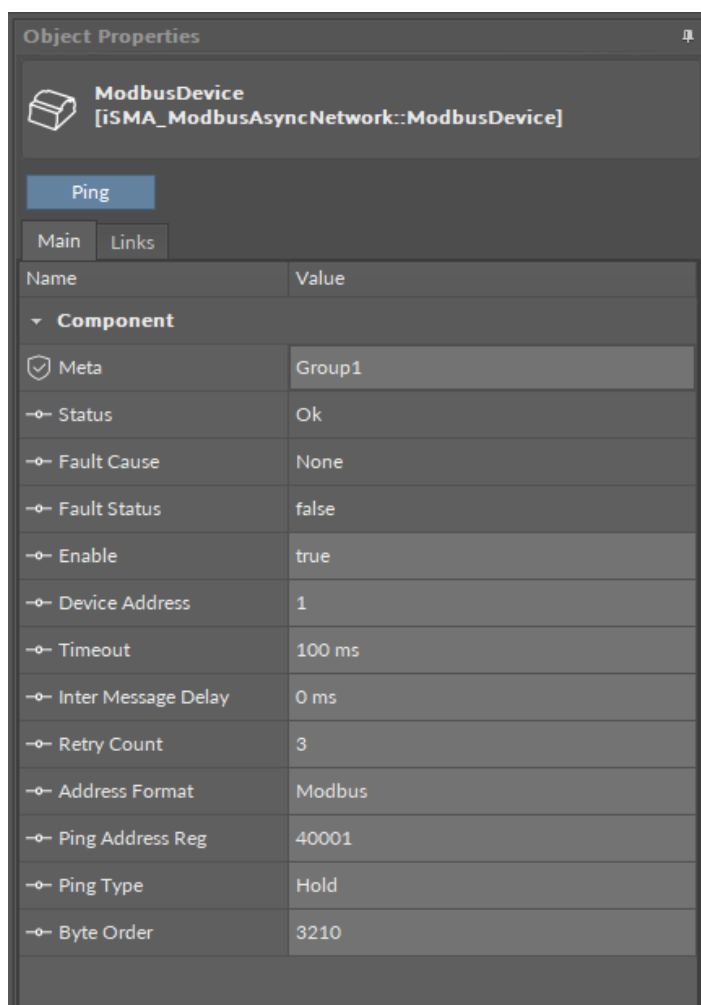 Object Properties
ModbusDevice
[iSMA_ModbusAsyncNetwork::ModbusDevice]
Ping
Main Links
Name Value
Component
Meta Group1
Status Ok
Fault Cause None
Fault Status false
Enable true
Device Address 1
Timeout 100 ms
Inter Message Delay 0 ms
Retry Count 3
Address Format Modbus
Ping Address Reg 40001
Ping Type Hold
Byte Order 3210